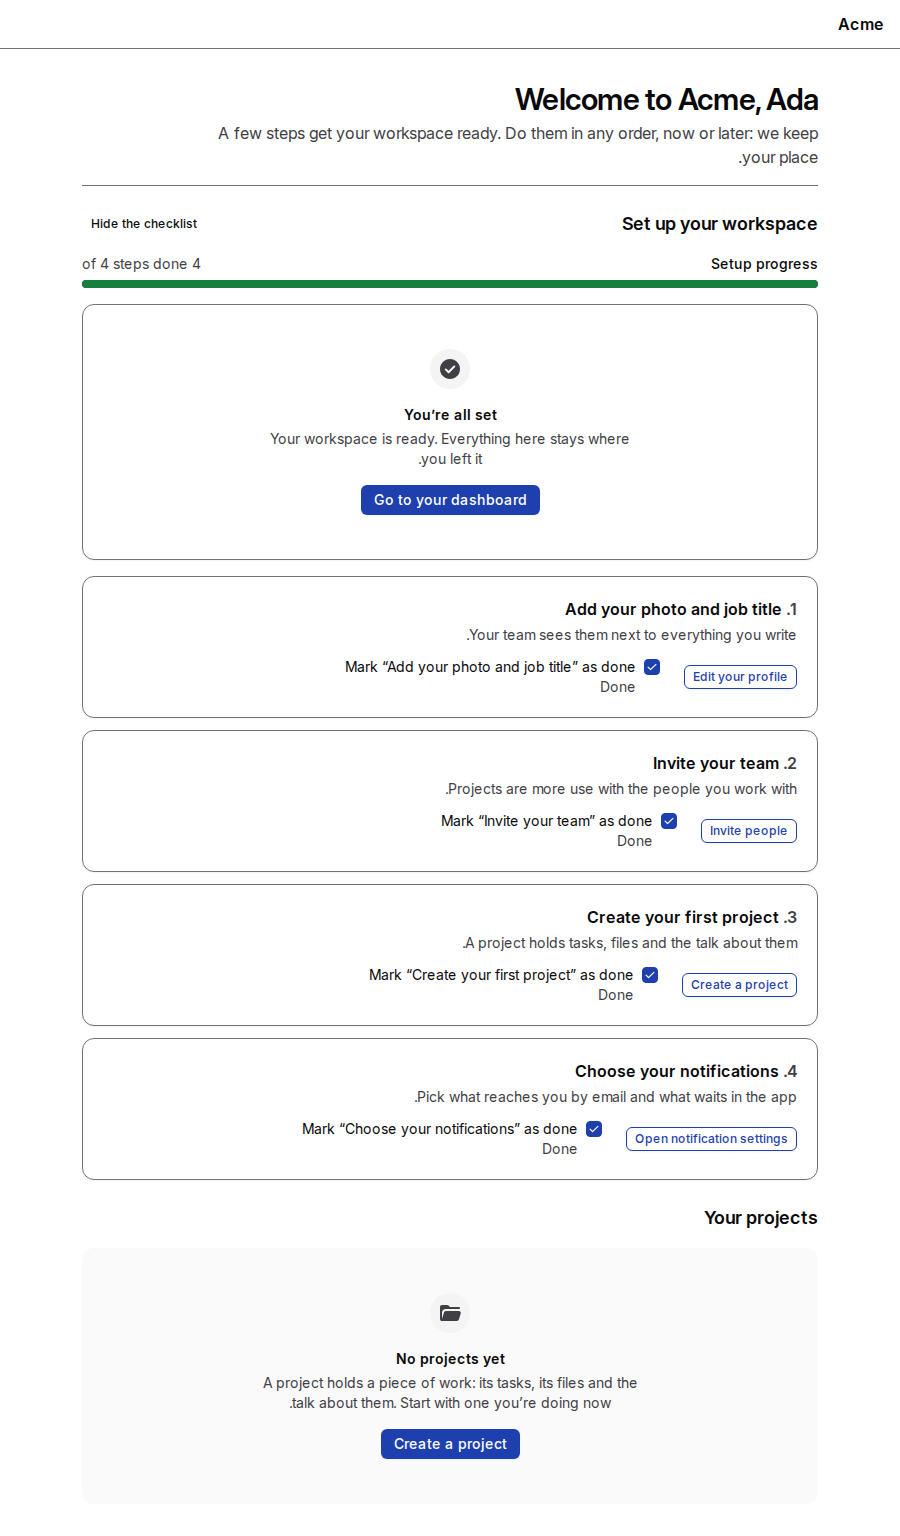 Acme
Welcome to Acme, Ada
A few steps get your workspace ready. Do them in any order, now or later: we keep
.your place
Set up your workspace
Hide the checklist
Setup progress
of 4 steps done 4
You’re all set
Your workspace is ready. Everything here stays where
.you left it
Go to your dashboard
Add your photo and job title .1
.Your team sees them next to everything you write
Edit your profile
Mark “Add your photo and job title” as done
Done
Invite your team .2
.Projects are more use with the people you work with
Invite people
Mark “Invite your team” as done
Done
Create your first project .3
.A project holds tasks, files and the talk about them
Create a project
Mark “Create your first project” as done
Done
Choose your notifications .4
.Pick what reaches you by email and what waits in the app
Open notification settings
Mark “Choose your notifications” as done
Done
Your projects
No projects yet
A project holds a piece of work: its tasks, its files and the
.talk about them. Start with one you’re doing now
Create a project